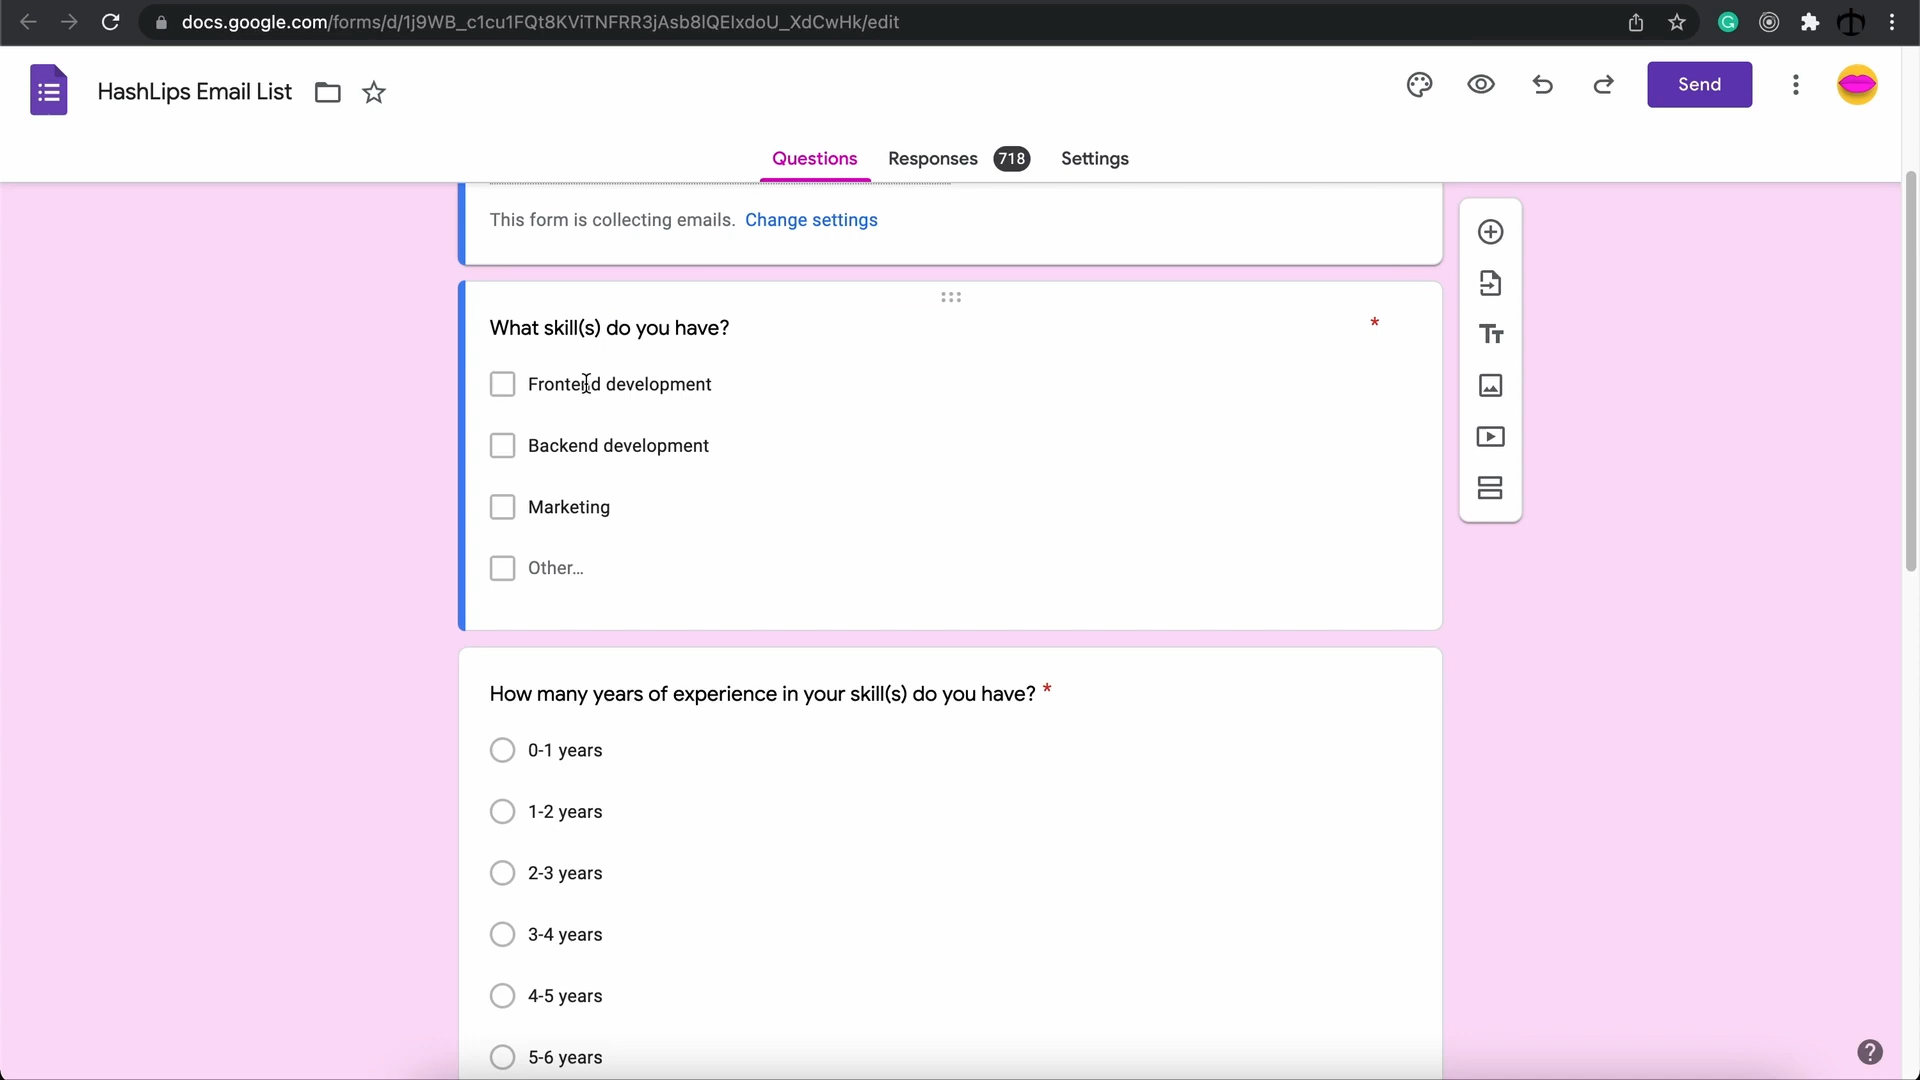 docs.google.com/forms/d/1j9WB_c1cu1FQt8KViTNFRR3jAsb8lQEIxdoU_XdCwHk/edit
HashLips Email List
Send
Questions
Responses 718
Settings
This form is collecting emails. Change settings
What skill(s) do you have? *
Frontend development
Backend development
Marketing
Other...
How many years of experience in your skill(s) do you have? *
0-1 years
1-2 years
2-3 years
3-4 years
4-5 years
5-6 years